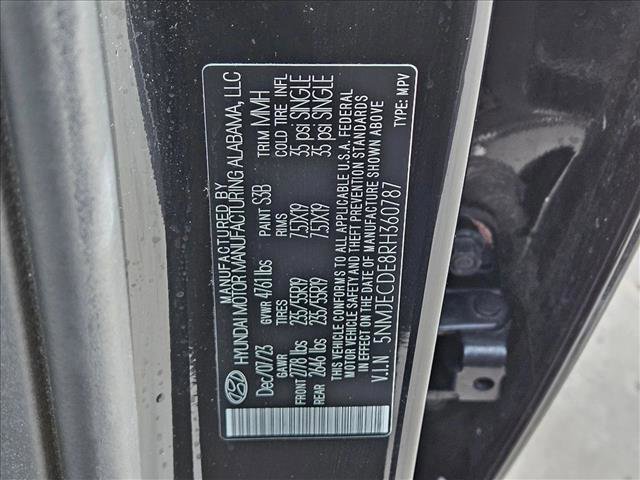 MANUFACTURED BY
HYUNDAI MOTOR MANUFACTURING ALABAMA, LLC
Dec/07/23 GVWR 4761 lbs PAINT S3B TRIM MMH
GAWR TIRES RIMS COLD TIRE INFL
FRONT 2778 lbs 235/55R19 7.5JX19 35 psi SINGLE
REAR 2646 lbs 235/55R19 7.5JX19 35 psi SINGLE
THIS VEHICLE CONFORMS TO ALL APPLICABLE U.S.A. FEDERAL
MOTOR VEHICLE SAFETY AND THEFT PREVENTION STANDARDS
IN EFFECT ON THE DATE OF MANUFACTURE SHOWN ABOVE
V.I.N 5NMJECDE8RH360787 TYPE: MPV